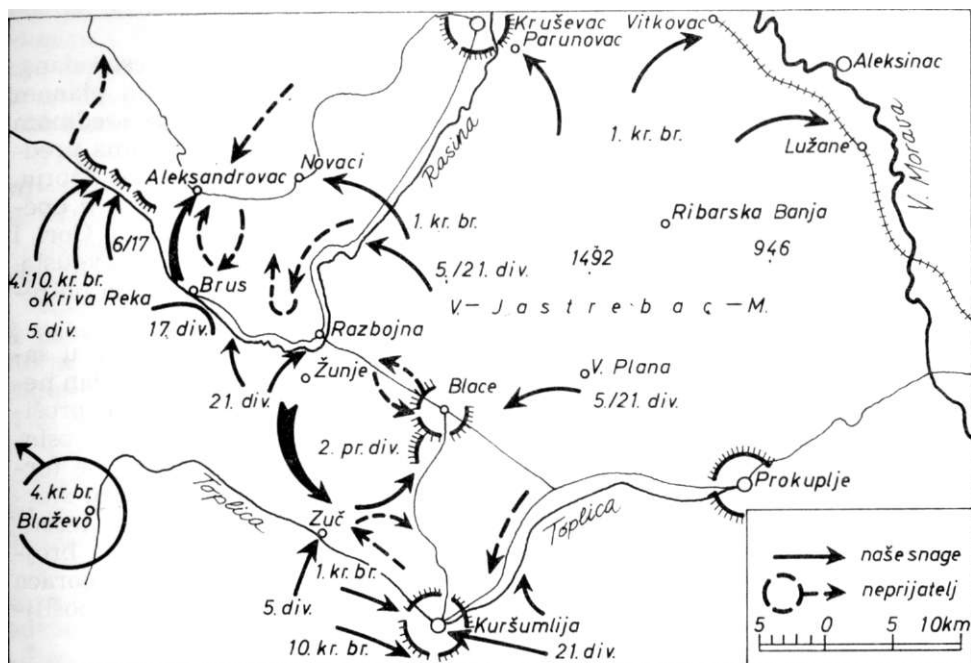 Kruševac
Parunovac
Vitkovac
Aleksinac
1. kr. br.
Lužane
V. Morava
Rasina
Novaci
Aleksandrovac
1. kr. br.
Ribarska Banja
6/17
4.i10. kr. br.
5./21. div.
1492
946
Brus
Kriva Reka
5. div.
17. div.
V. – Jastrebac – M.
Razbojna
Žunje
21. div.
Blace
V. Plana
5./21. div.
2. pr. div.
4. kr. br.
Blaževo
Toplica
Zuč
Toplica
Prokuplje
1. kr. br.
5. div.
10. kr. br.
Kuršumlija
21. div.
naše snage
neprijatelj
5 0 5 10km